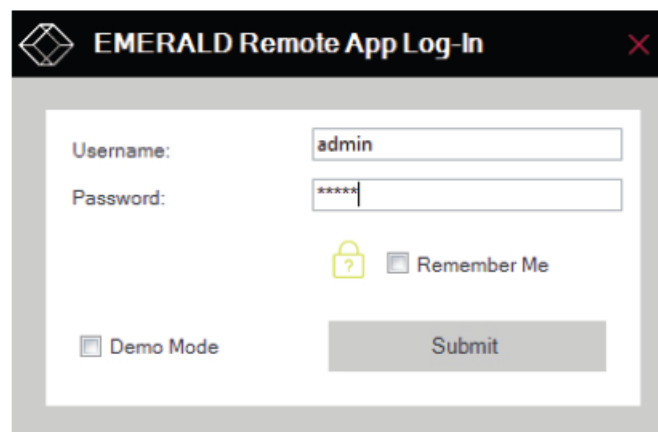 EMERALD Remote App Log-In
Username: admin
Password: *****
? Remember Me
Demo Mode Submit